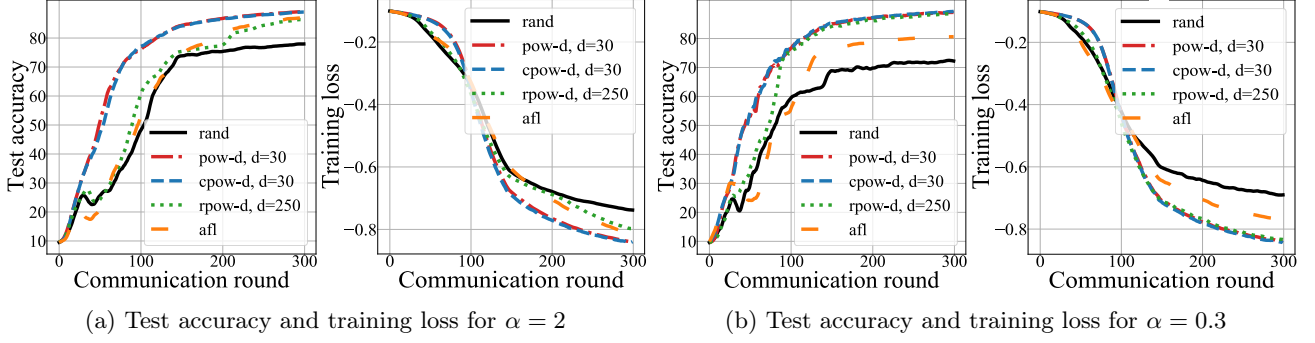 Test accuracy
80
70
60
50
40
30
20
10
0
100
200
300
Communication round
rand
pow-d, d=30
cpow-d, d=30
rpow-d, d=250
afl
Training loss
−0.2
−0.4
−0.6
−0.8
0
100
200
300
Communication round
rand
pow-d, d=30
cpow-d, d=30
rpow-d, d=250
afl
(a) Test accuracy and training loss for α = 2
Test accuracy
80
70
60
50
40
30
20
10
0
100
200
300
Communication round
rand
pow-d, d=30
cpow-d, d=30
rpow-d, d=250
afl
Training loss
−0.2
−0.4
−0.6
−0.8
0
100
200
300
Communication round
rand
pow-d, d=30
cpow-d, d=30
rpow-d, d=250
afl
(b) Test accuracy and training loss for α = 0.3